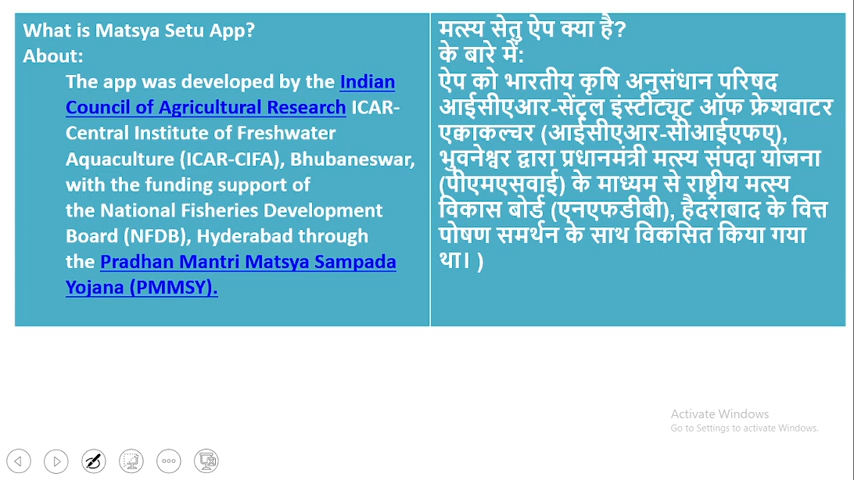 What is Matsya Setu App?
About:
The app was developed by the Indian
Council of Agricultural Research ICAR-
Central Institute of Freshwater
Aquaculture (ICAR-CIFA), Bhubaneswar,
with the funding support of
the National Fisheries Development
Board (NFDB), Hyderabad through
the Pradhan Mantri Matsya Sampada
Yojana (PMMSY).
मत्स्य सेतु ऐप क्या है?
के बारे में:
ऐप को भारतीय कृषि अनुसंधान परिषद
आईसीएआर-सेंट्रल इंस्टीट्यूट ऑफ फ्रेशवाटर
एक्वाकल्चर (आईसीएआर-सीआईएफए),
भुवनेश्वर द्वारा प्रधानमंत्री मत्स्य संपदा योजना
(पीएमएसवाई) के माध्यम से राष्ट्रीय मत्स्य
विकास बोर्ड (एनएफडीबी), हैदराबाद के वित्त
पोषण समर्थन के साथ विकसित किया गया
था। )
Activate Windows
Go to Settings to activate Windows.